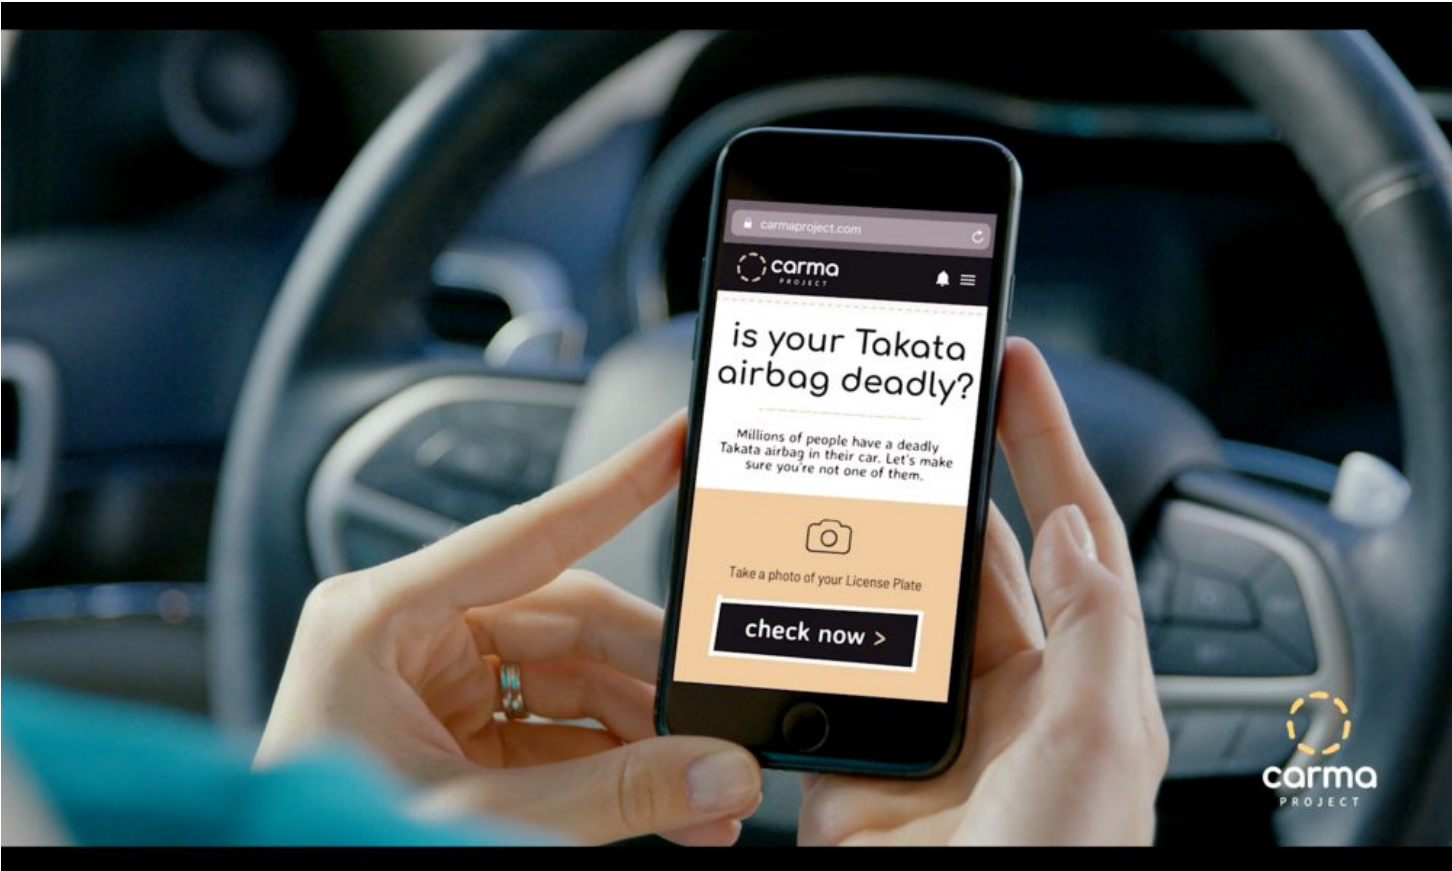 carmaproject.com
carma
PROJECT
is your Takata
airbag deadly?
Millions of people have a deadly
Takata airbag in their car. Let's make
sure you're not one of them.
Take a photo of your License Plate
check now >
carma
PROJECT